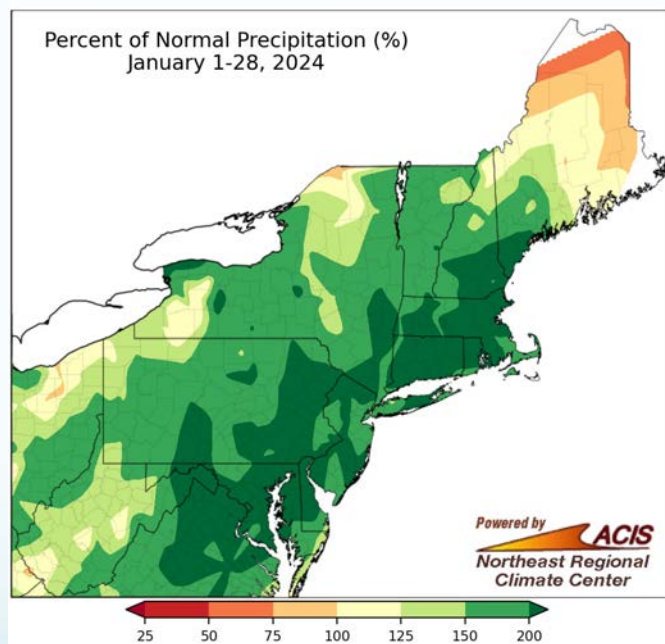 Percent of Normal Precipitation (%)
January 1-28, 2024
Powered by
ACIS
Northeast Regional
Climate Center
25 50 75 100 125 150 200